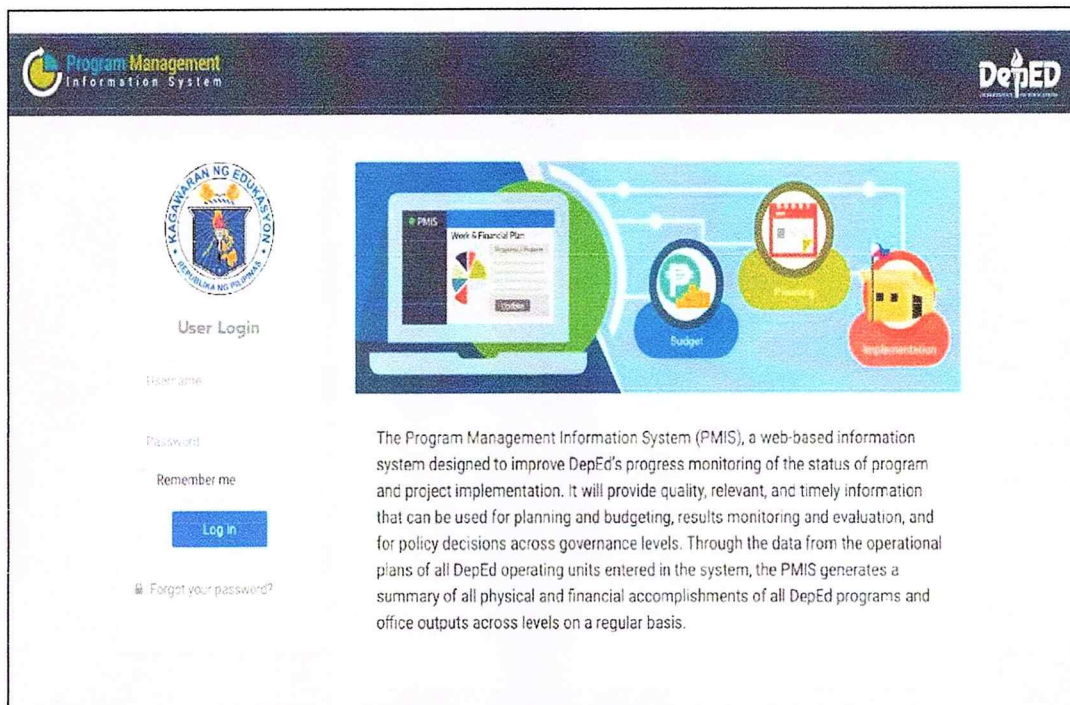 Program Management
Information System
DepED
KAGAWARAN NG EDUKASYON
REPUBLIKA NG PILIPINAS
User Login
Username
Password
Remember me
Log in
Forgot your password?
PMIS
Work & Financial Plan
Update
Budget
Planning
Implementation
The Program Management Information System (PMIS), a web-based information
system designed to improve DepEd's progress monitoring of the status of program
and project implementation. It will provide quality, relevant, and timely information
that can be used for planning and budgeting, results monitoring and evaluation, and
for policy decisions across governance levels. Through the data from the operational
plans of all DepEd operating units entered in the system, the PMIS generates a
summary of all physical and financial accomplishments of all DepEd programs and
office outputs across levels on a regular basis.